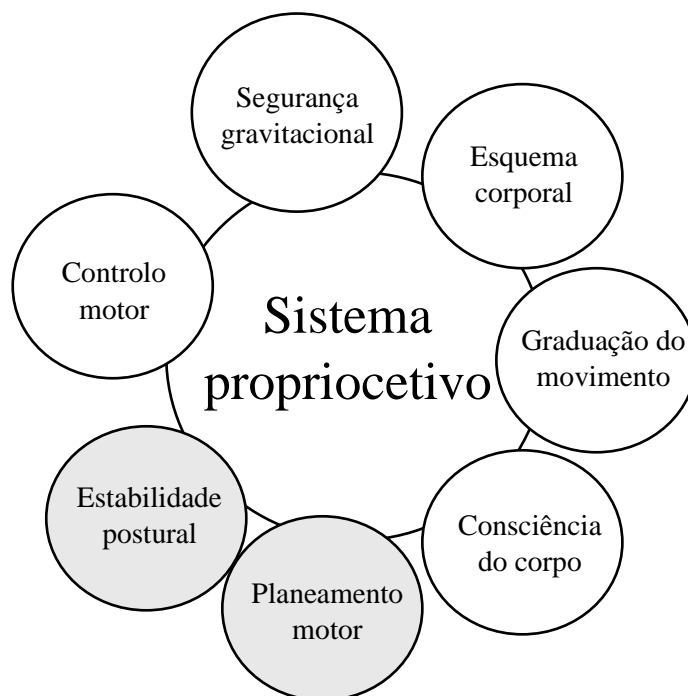 Segurança
gravitacional
Esquema
corporal
Graduação do
movimento
Consciência
do corpo
Planeamento
motor
Estabilidade
postural
Controlo
motor
Sistema
propriocetivo